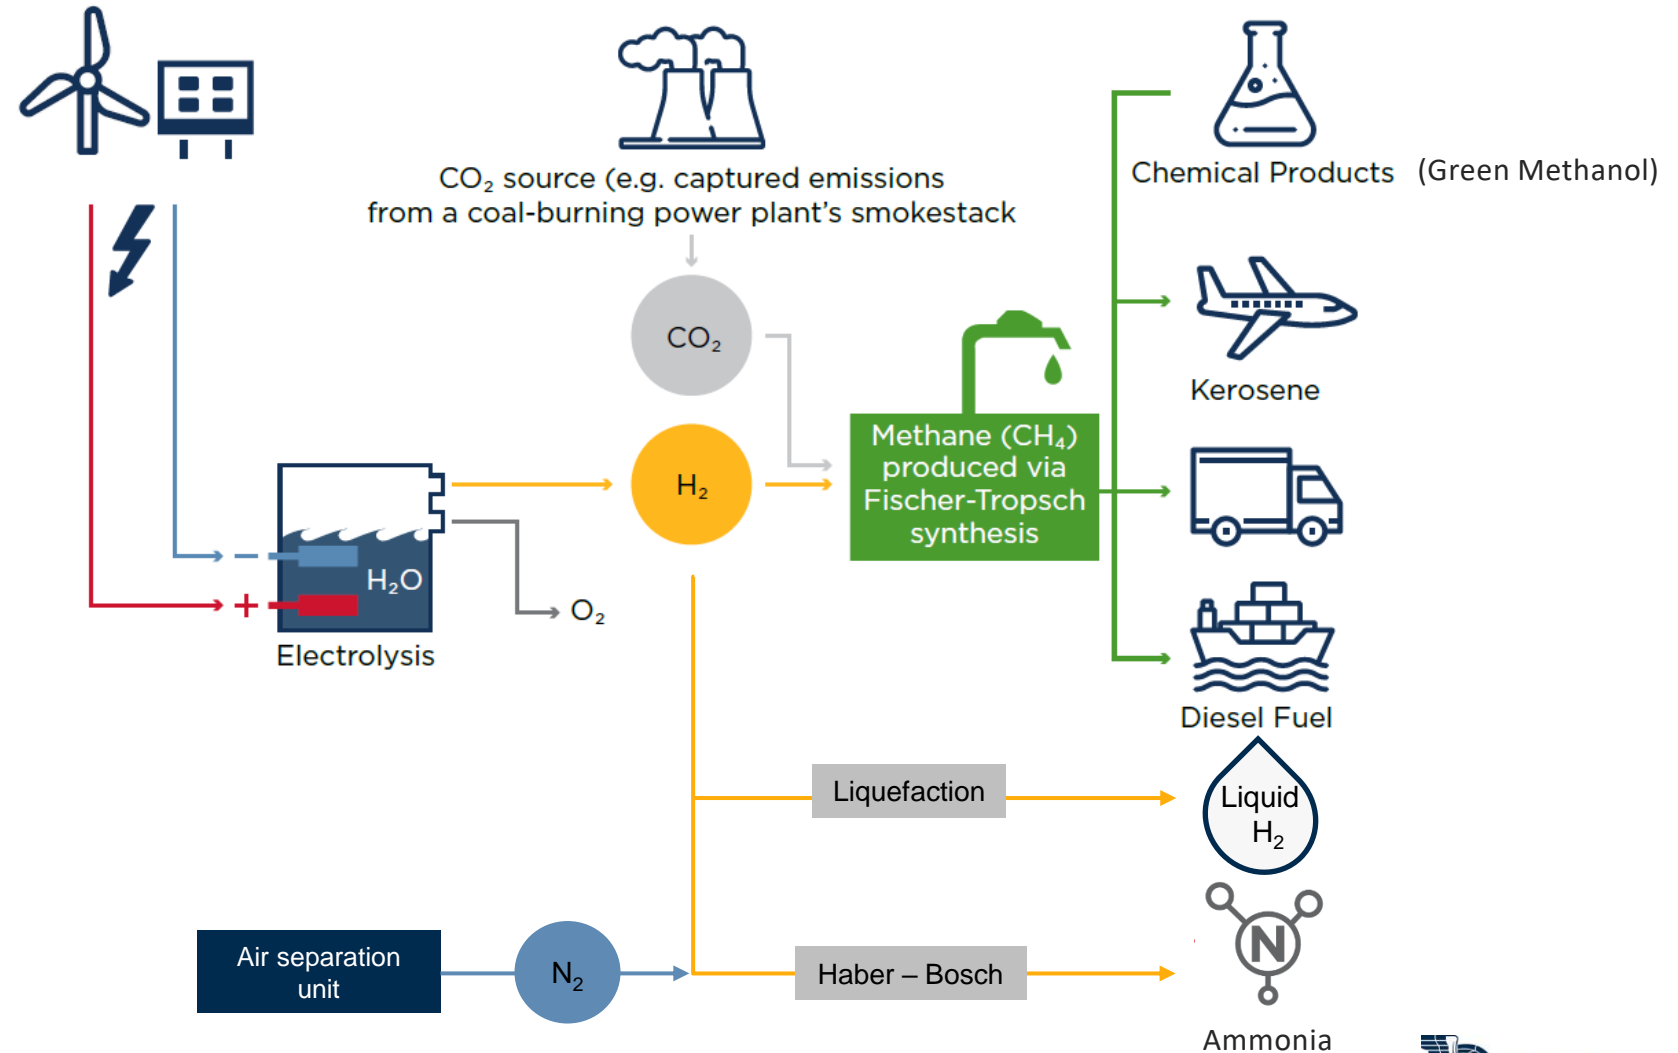 CO₂ source (e.g. captured emissions
from a coal-burning power plant's smokestack
Chemical Products (Green Methanol)
CO₂
Kerosene
Methane (CH₄)
produced via
Fischer-Tropsch
synthesis
H₂
− 
H₂O
+
O₂
Electrolysis
Diesel Fuel
Liquefaction
Liquid
H₂
Air separation
unit
N₂
Haber – Bosch
N
Ammonia